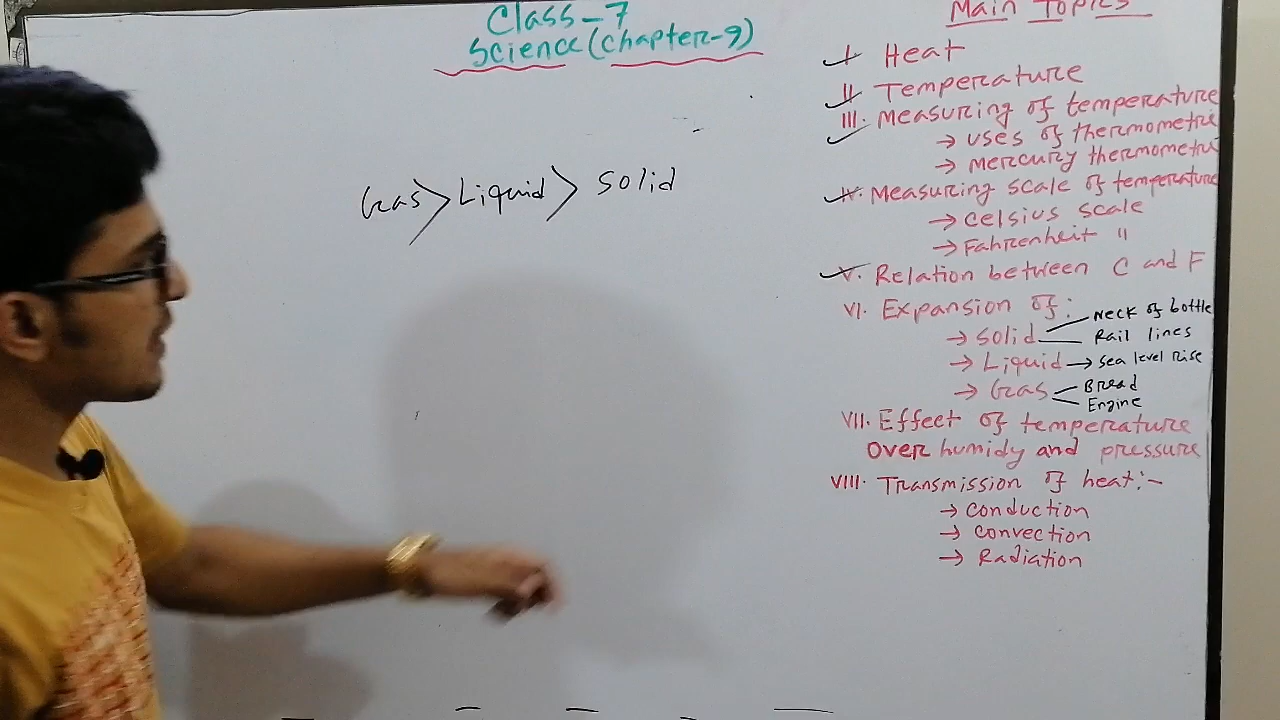 Class-7
Science(chapter-9)
Gas>Liquid> Solid
Main Topics
I Heat
II Temperature
III. Measuring of temperature
→ uses of thermometre
→ Mercury thermometre
IV. Measuring scale of temperature
→ Celsius scale
→ Fahrenheit "
V. Relation between C and F
VI. Expansion of:
→ Solid Neck of bottle
Rail lines
→ Liquid → Sea level Rise
→ Gas Bread
Engine
VII. Effect of temperature
over humidy and pressure
VIII. Transmission of heat:-
→ conduction
→ convection
→ Radiation